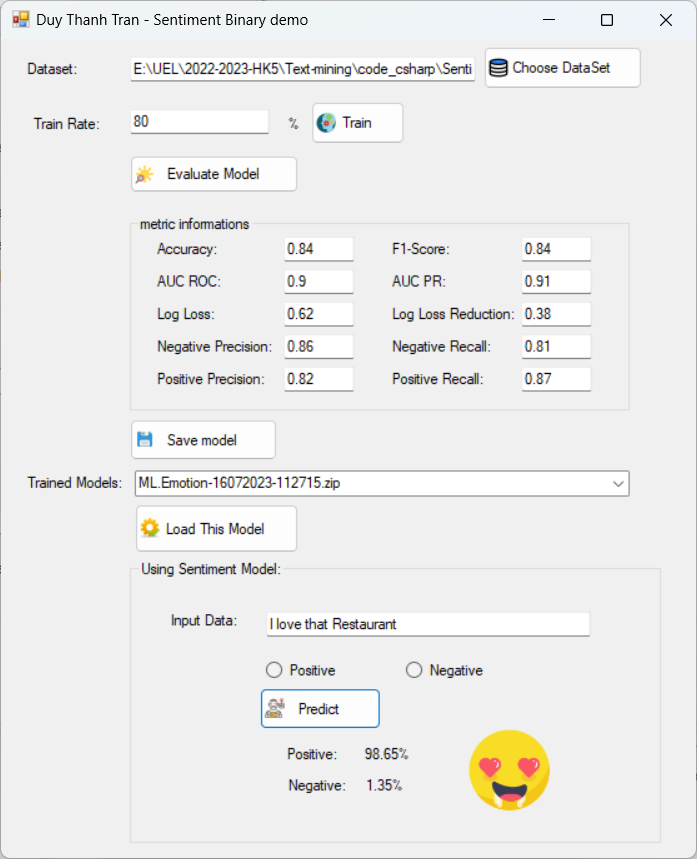 Duy Thanh Tran - Sentiment Binary demo
Dataset: E:\UEL\2022-2023-HK5\Text-mining\code_csharp\Senti Choose DataSet
Train Rate: 80 % Train
Evaluate Model
metric informations
Accuracy: 0.84 F1-Score: 0.84
AUC ROC: 0.9 AUC PR: 0.91
Log Loss: 0.62 Log Loss Reduction: 0.38
Negative Precision: 0.86 Negative Recall: 0.81
Positive Precision: 0.82 Positive Recall: 0.87
Save model
Trained Models: ML.Emotion-16072023-112715.zip
Load This Model
Using Sentiment Model:
Input Data: I love that Restaurant
Positive Negative
Predict
Positive: 98.65%
Negative: 1.35%